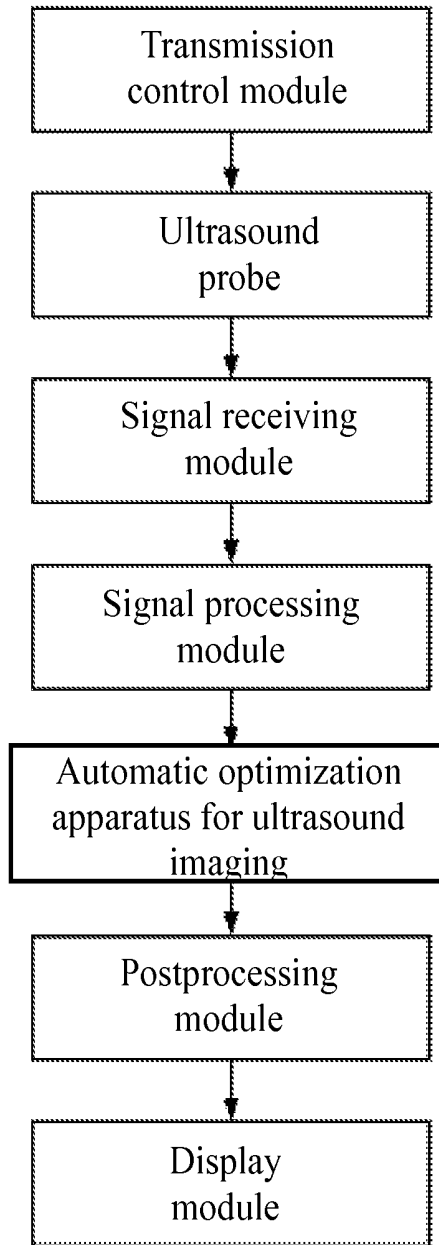 Transmission
control module
Ultrasound
probe
Signal receiving
module
Signal processing
module
Automatic optimization
apparatus for ultrasound
imaging
Postprocessing
module
Display
module